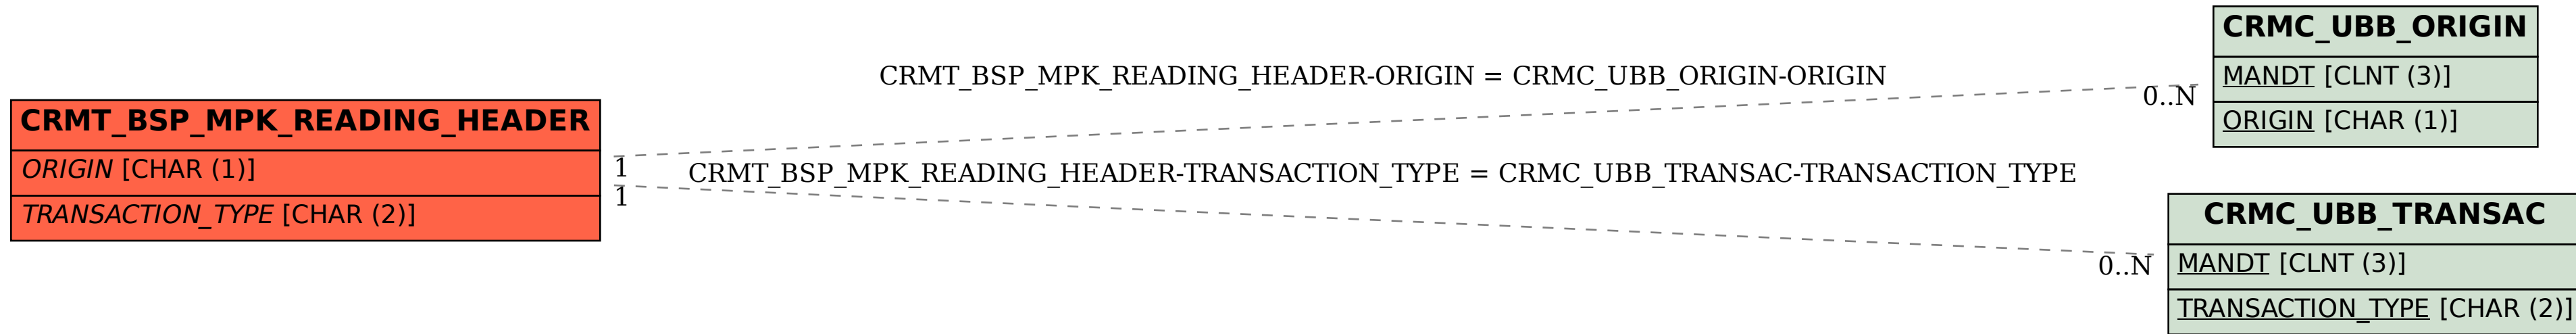 CRMT_BSP_MPK_READING_HEADER
ORIGIN [CHAR (1)]
TRANSACTION_TYPE [CHAR (2)]
CRMT_BSP_MPK_READING_HEADER-ORIGIN = CRMC_UBB_ORIGIN-ORIGIN
1
0..N
CRMT_BSP_MPK_READING_HEADER-TRANSACTION_TYPE = CRMC_UBB_TRANSAC-TRANSACTION_TYPE
1
0..N
CRMC_UBB_ORIGIN
MANDT [CLNT (3)]
ORIGIN [CHAR (1)]
CRMC_UBB_TRANSAC
MANDT [CLNT (3)]
TRANSACTION_TYPE [CHAR (2)]